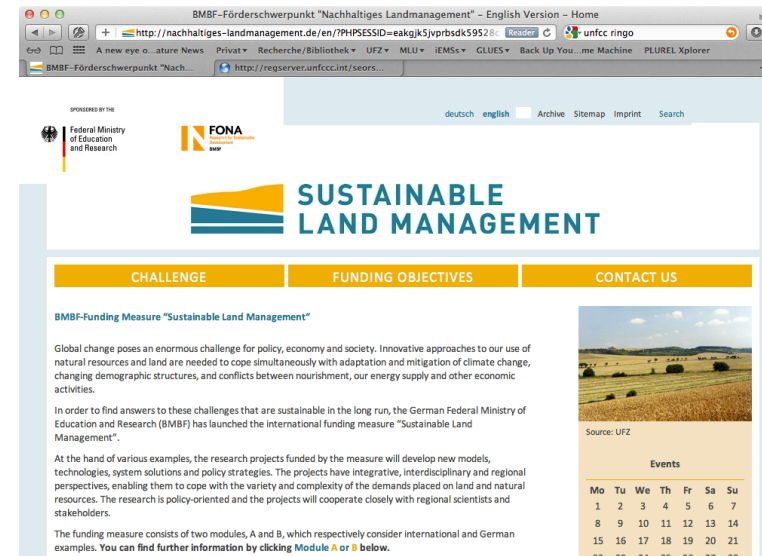 BMBF-Förderschwerpunkt "Nachhaltiges Landmanagement" – English Version – Home
http://nachhaltiges-landmanagement.de/en/?PHPSESSID=eakgjk5jvprbsdk59528c Reader unfcc ringo
A new eye o...ature News Privat Recherche/Bibliothek UFZ MLU iEMSs GLUES Back Up You...me Machine PLUREL Xplorer
BMBF-Förderschwerpunkt "Nach... http://regserver.unfccc.int/seors...
SPONSORED BY THE
deutsch english Archive Sitemap Imprint Search
Federal Ministry
of Education
and Research
FONA
BMBF
SUSTAINABLE
LAND MANAGEMENT
CHALLENGE FUNDING OBJECTIVES CONTACT US
BMBF-Funding Measure "Sustainable Land Management"
Global change poses an enormous challenge for policy, economy and society. Innovative approaches to our use of
natural resources and land are needed to cope simultaneously with adaptation and mitigation of climate change,
changing demographic structures, and conflicts between nourishment, our energy supply and other economic
activities.
In order to find answers to these challenges that are sustainable in the long run, the German Federal Ministry of
Education and Research (BMBF) has launched the international funding measure "Sustainable Land
Management".
At the hand of various examples, the research projects funded by the measure will develop new models,
technologies, system solutions and policy strategies. The projects have integrative, interdisciplinary and regional
perspectives, enabling them to cope with the variety and complexity of the demands placed on land and natural
resources. The research is policy-oriented and the projects will cooperate closely with regional scientists and
stakeholders.
The funding measure consists of two modules, A and B, which respectively consider international and German
examples. You can find further information by clicking Module A or B below.
Source: UFZ
Events
Mo Tu We Th Fr Sa Su
1 2 3 4 5 6 7
8 9 10 11 12 13 14
15 16 17 18 19 20 21